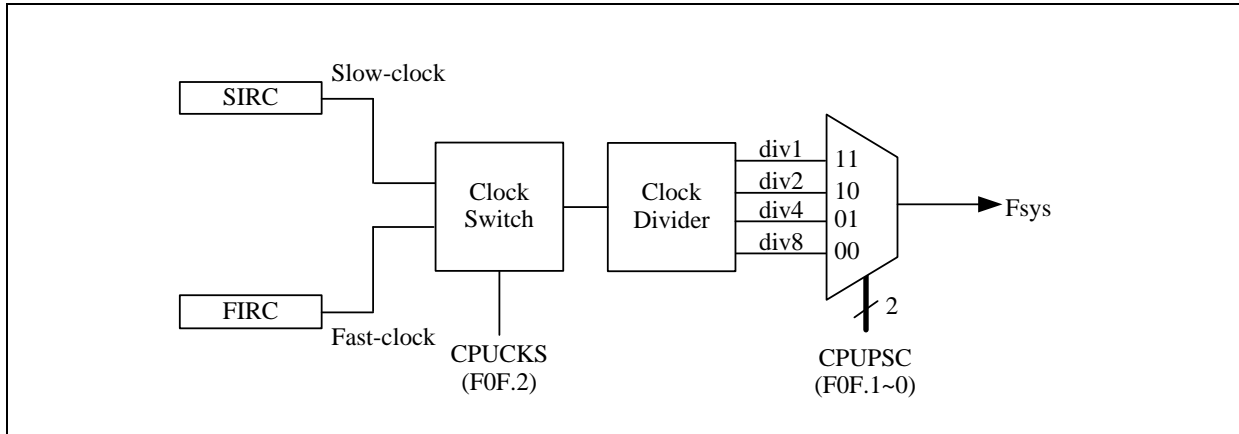 Slow-clock
SIRC
Clock
Switch
Clock
Divider
div1
div2
div4
div8
11
10
01
00
Fsys
FIRC
Fast-clock
CPUCKS
(F0F.2)
2
CPUPSC
(F0F.1~0)